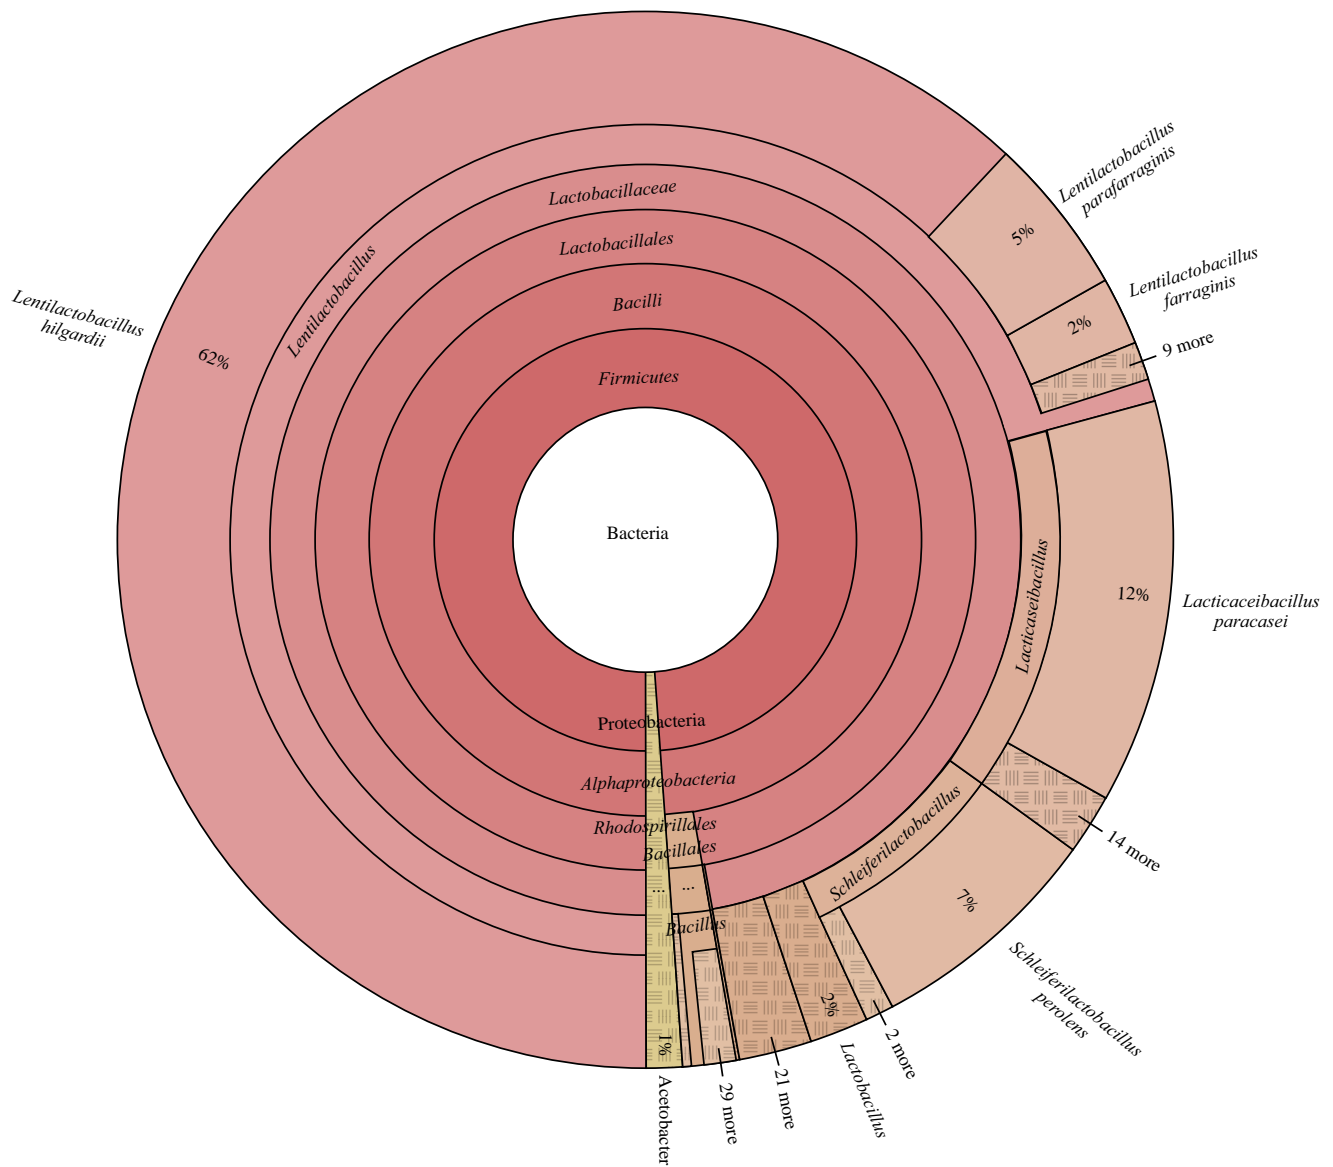 Lentilactobacillus
parafarraginis
5%
Lactobacillaceae
Lentilactobacillus
farraginis
Lactobacillales
Lentilactobacillus
Lentilactobacillus
hilgardii
62%
Bacilli
2%
9 more
Firmicutes
Bacteria
Lacticaseibacillus
12%
Lacticaceibacillus
paracasei
Proteobacteria
Alphaproteobacteria
Rhodospirillales
Bacillales
...
...
Bacillus
Schleiferilactobacillus
14 more
7%
Schleiferilactobacillus
perolens
2%
1%
2 more
Lactobacillus
21 more
29 more
Acetobacter